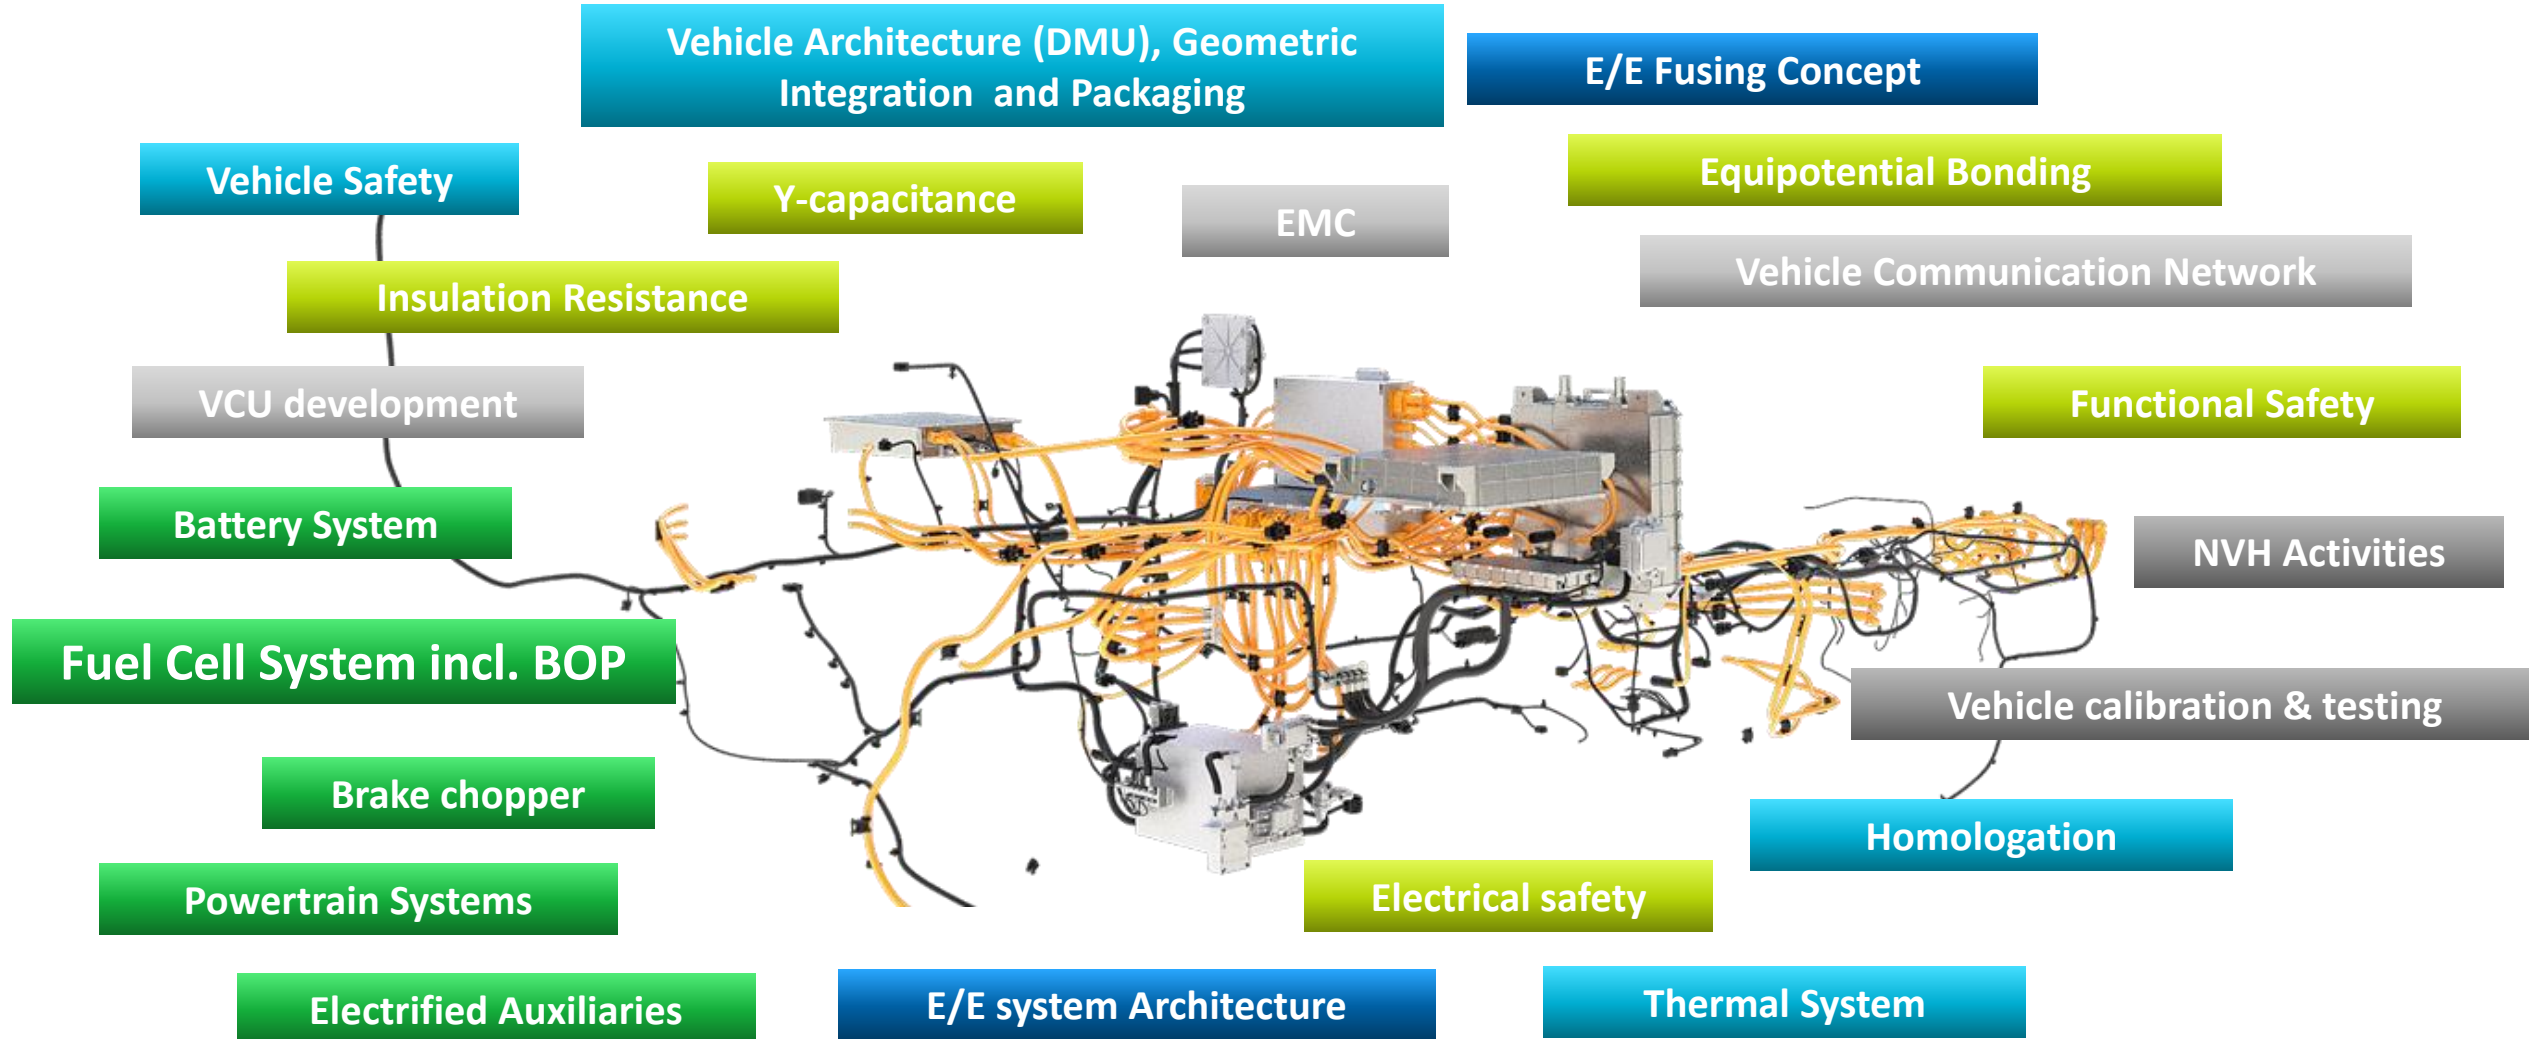 Vehicle Architecture (DMU), Geometric
Integration and Packaging
E/E Fusing Concept
Vehicle Safety
Y-capacitance
EMC
Equipotential Bonding
Insulation Resistance
Vehicle Communication Network
VCU development
Functional Safety
Battery System
NVH Activities
Fuel Cell System incl. BOP
Vehicle calibration & testing
Brake chopper
Homologation
Powertrain Systems
Electrical safety
Electrified Auxiliaries
E/E system Architecture
Thermal System